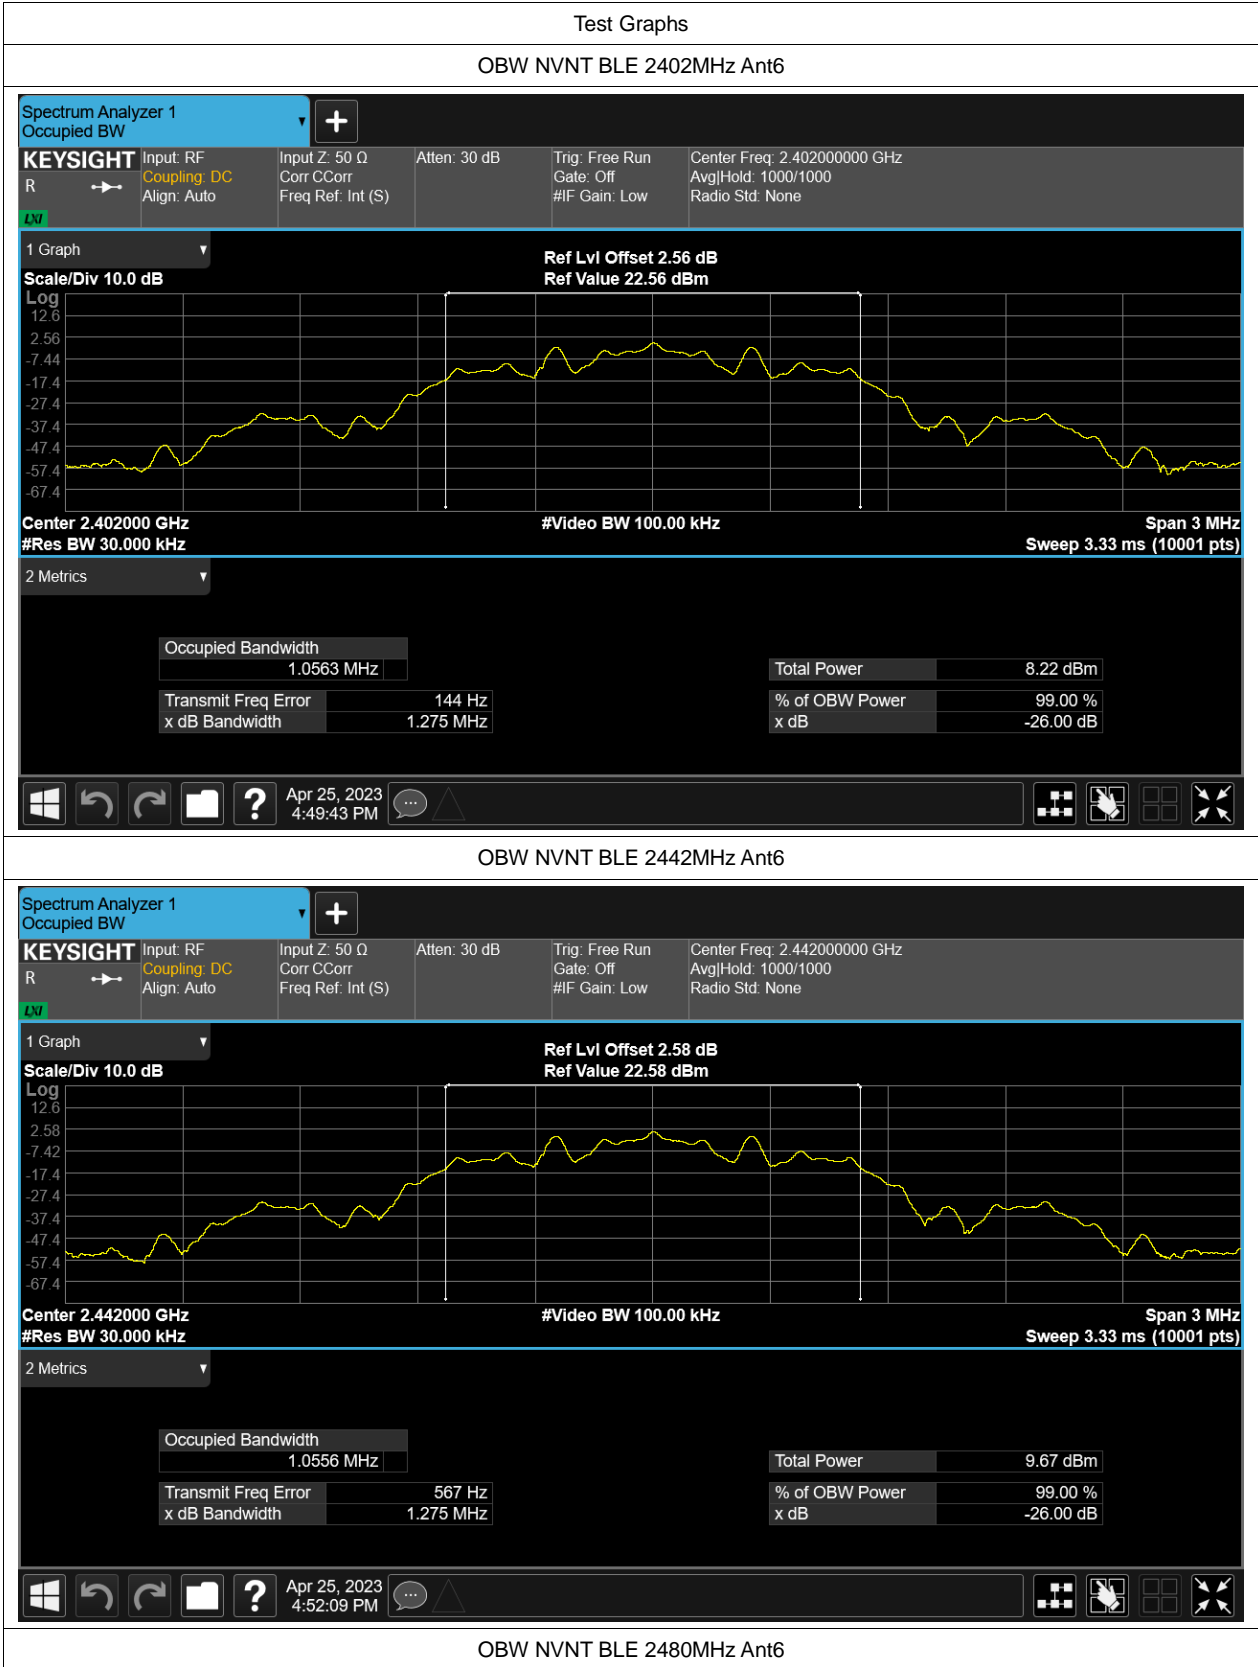 Test Graphs
OBW NVNT BLE 2402MHz Ant6
Spectrum Analyzer 1
Occupied BW
KEYSIGHT Input: RF Input Z: 50 Ω Atten: 30 dB Trig: Free Run Center Freq: 2.402000000 GHz
R Coupling: DC Corr CCorr Gate: Off Avg|Hold: 1000/1000
Align: Auto Freq Ref: Int (S) #IF Gain: Low Radio Std: None
LXI
1 Graph
Ref Lvl Offset 2.56 dB
Scale/Div 10.0 dB Ref Value 22.56 dBm
Log
12.6
2.56
-7.44
-17.4
-27.4
-37.4
-47.4
-57.4
-67.4
Center 2.402000 GHz #Video BW 100.00 kHz Span 3 MHz
#Res BW 30.000 kHz Sweep 3.33 ms (10001 pts)
2 Metrics
Occupied Bandwidth
1.0563 MHz Total Power 8.22 dBm
Transmit Freq Error 144 Hz % of OBW Power 99.00 %
x dB Bandwidth 1.275 MHz x dB -26.00 dB
? Apr 25, 2023
4:49:43 PM
OBW NVNT BLE 2442MHz Ant6
Spectrum Analyzer 1
Occupied BW
KEYSIGHT Input: RF Input Z: 50 Ω Atten: 30 dB Trig: Free Run Center Freq: 2.442000000 GHz
R Coupling: DC Corr CCorr Gate: Off Avg|Hold: 1000/1000
Align: Auto Freq Ref: Int (S) #IF Gain: Low Radio Std: None
LXI
1 Graph
Ref Lvl Offset 2.58 dB
Scale/Div 10.0 dB Ref Value 22.58 dBm
Log
12.6
2.58
-7.42
-17.4
-27.4
-37.4
-47.4
-57.4
-67.4
Center 2.442000 GHz #Video BW 100.00 kHz Span 3 MHz
#Res BW 30.000 kHz Sweep 3.33 ms (10001 pts)
2 Metrics
Occupied Bandwidth
1.0556 MHz Total Power 9.67 dBm
Transmit Freq Error 567 Hz % of OBW Power 99.00 %
x dB Bandwidth 1.275 MHz x dB -26.00 dB
? Apr 25, 2023
4:52:09 PM
OBW NVNT BLE 2480MHz Ant6